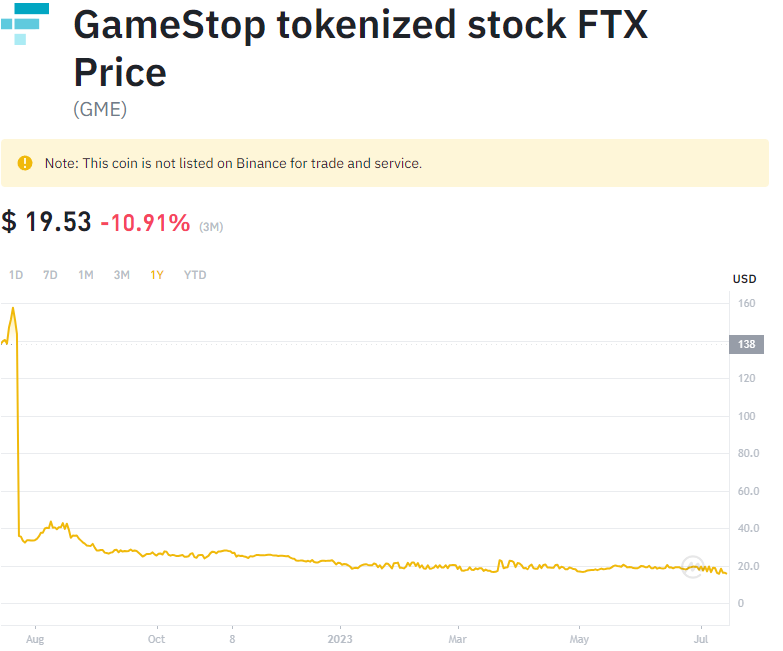 GameStop tokenized stock FTX
Price
(GME)
Note: This coin is not listed on Binance for trade and service.
$ 19.53 -10.91% (3M)
1D 7D 1M 3M 1Y YTD
USD
160
138
120
100
80.0
60.0
40.0
20.0
0
Aug Oct 8 2023 Mar May Jul